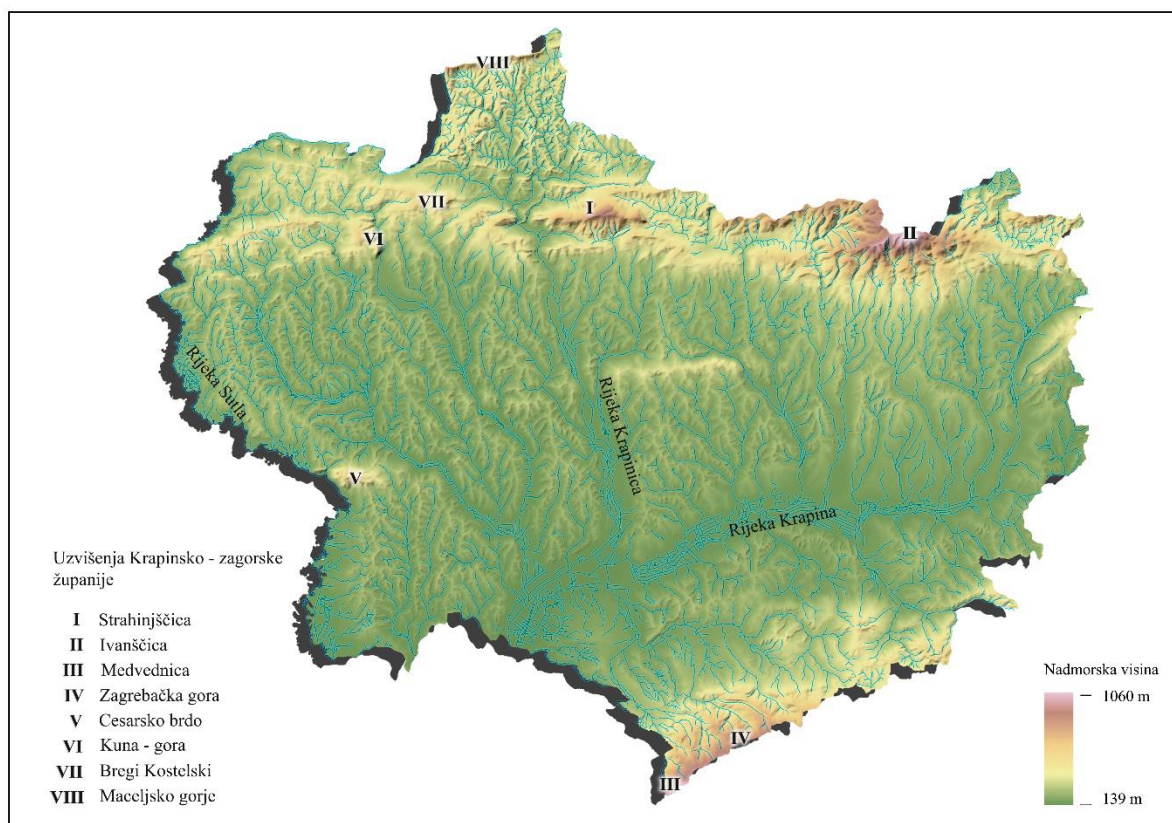 VIII
VII
I
VI
II
Rijeka Sutla
Rijeka Krapinica
V
Rijeka Krapina
IV
III
Uzvišenja Krapinsko - zagorske
županije
I Strahinjščica
II Ivanščica
III Medvednica
IV Zagrebačka gora
V Cesarsko brdo
VI Kuna - gora
VII Bregi Kostelski
VIII Maceljsko gorje
Nadmorska visina
1060 m
139 m